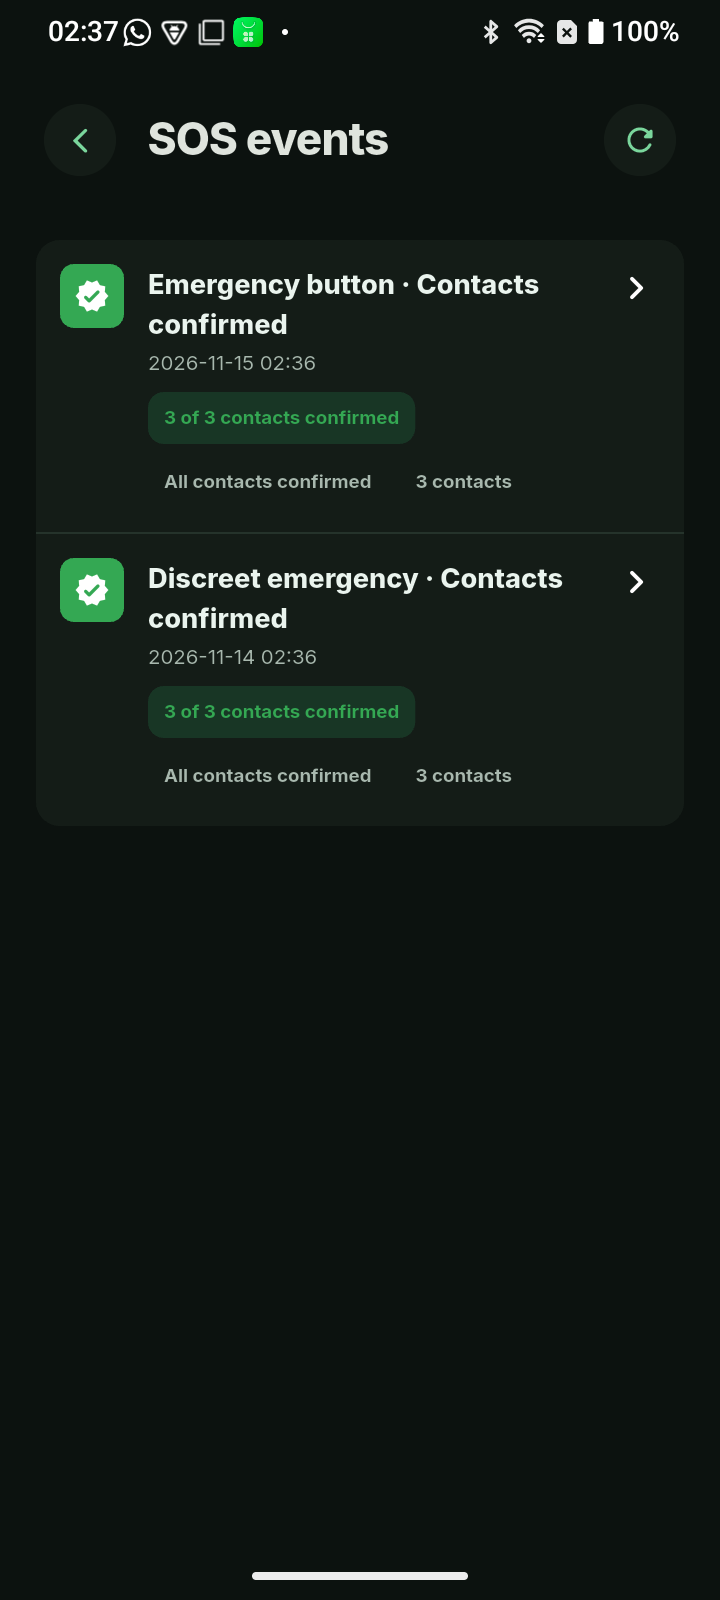 02:37
100%
SOS events
Emergency button · Contacts
confirmed
2026-11-15 02:36
3 of 3 contacts confirmed
All contacts confirmed 3 contacts
Discreet emergency · Contacts
confirmed
2026-11-14 02:36
3 of 3 contacts confirmed
All contacts confirmed 3 contacts